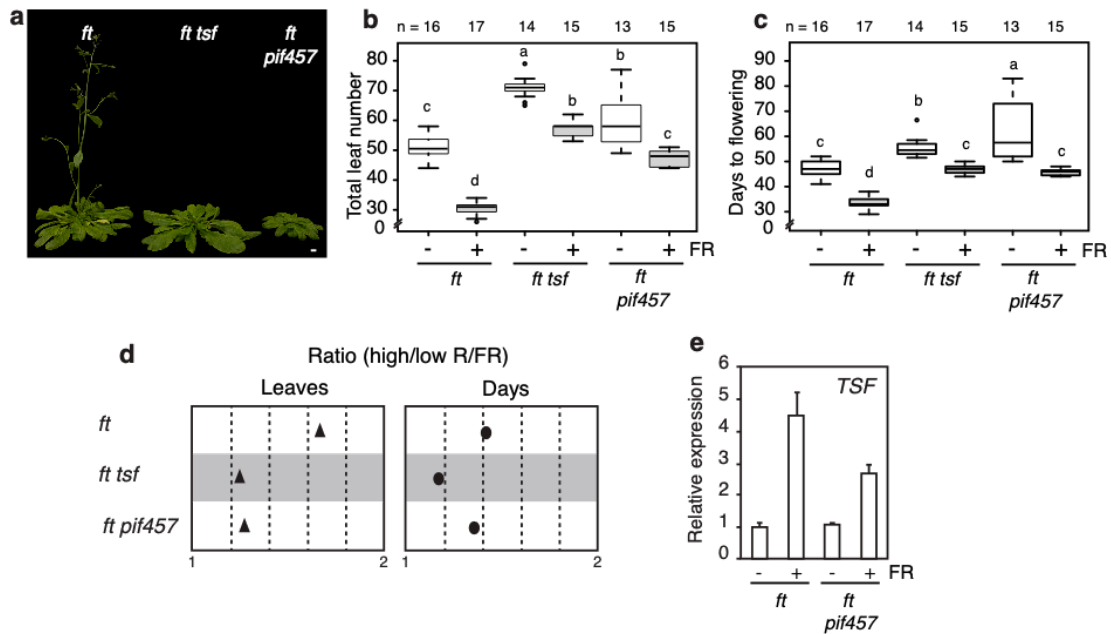 a
ft
ft tsf
ft
pif457
b
n = 16 17 14 15 13 15
Total leaf number
70
60
50
40
30
0
c
d
a
b
b
c
- + - + - + FR
ft ft tsf ft
pif457
c
n = 16 17 14 15 13 15
Days to flowering
90
80
70
60
50
40
30
0
c
d
b
c
a
c
- + - + - + FR
ft ft tsf ft
pif457
d
Ratio (high/low R/FR)
Leaves Days
ft
ft tsf
ft pif457
1 2 1 2
e
Relative expression
6
5
4
3
2
1
0
TSF
- + - + FR
ft ft
pif457